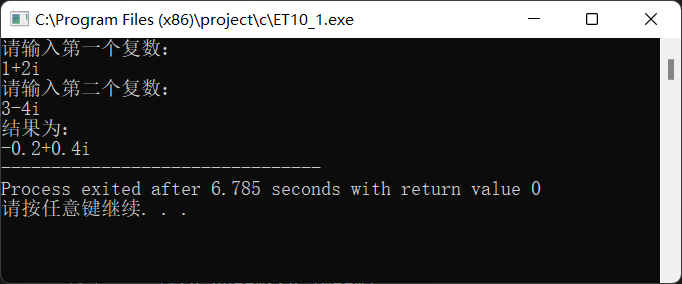 C:\Program Files (x86)\project\c\ET10_1.exe
请输入第一个复数：
1+2i
请输入第二个复数：
3-4i
结果为：
-0.2+0.4i
--------------------------------
Process exited after 6.785 seconds with return value 0
请按任意键继续. . .